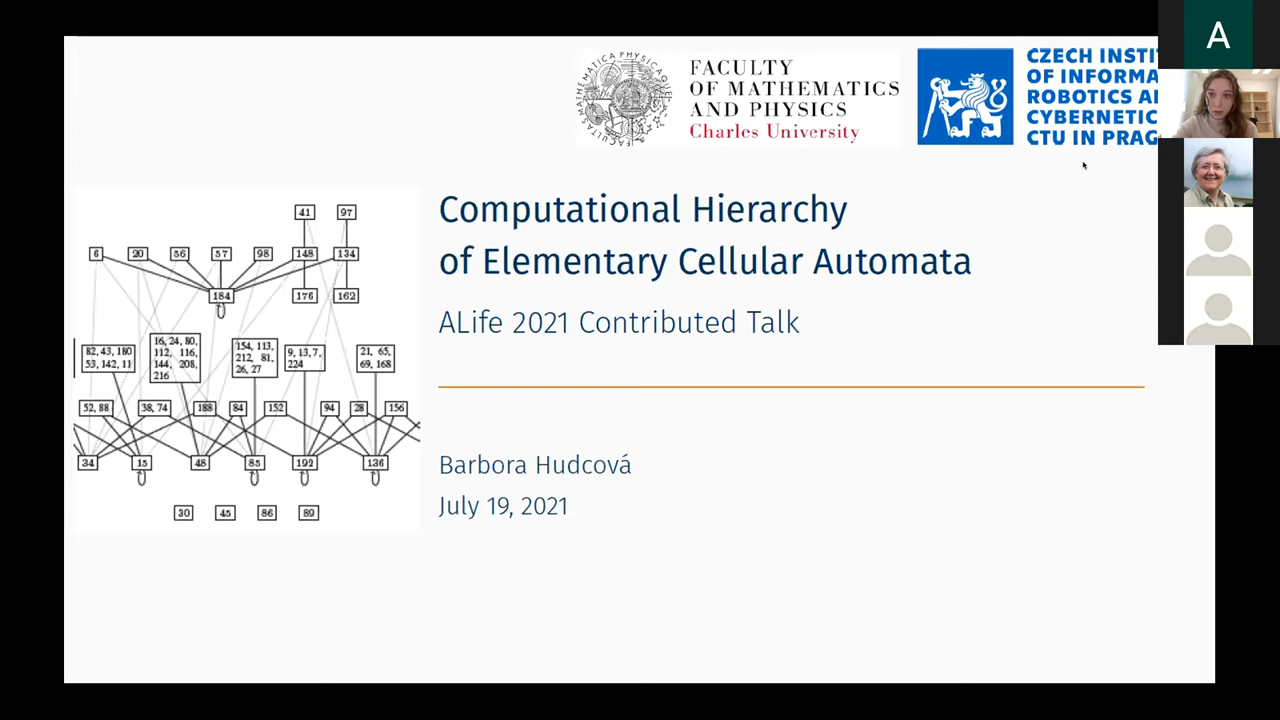 A
MATHEMATICA PHYSICAQUE
FACULTAS
FACULTY
OF MATHEMATICS
AND PHYSICS
Charles University
CZECH INSTI
OF INFORMA
ROBOTICS A
CYBERNETIC
CTU IN PRAG
Computational Hierarchy
of Elementary Cellular Automata
ALife 2021 Contributed Talk
Barbora Hudcová
July 19, 2021
41 97
6 20 56 57 98 148 134
184 176 162
82, 43, 180
53, 142, 11
16, 24, 80,
112, 116,
144, 208,
216
154, 113,
212, 81,
26, 27
9, 13, 7,
224
21, 65,
69, 168
52, 88 38, 74 188 84 152 94 28 156
34 15 48 85 192 136
30 45 86 89